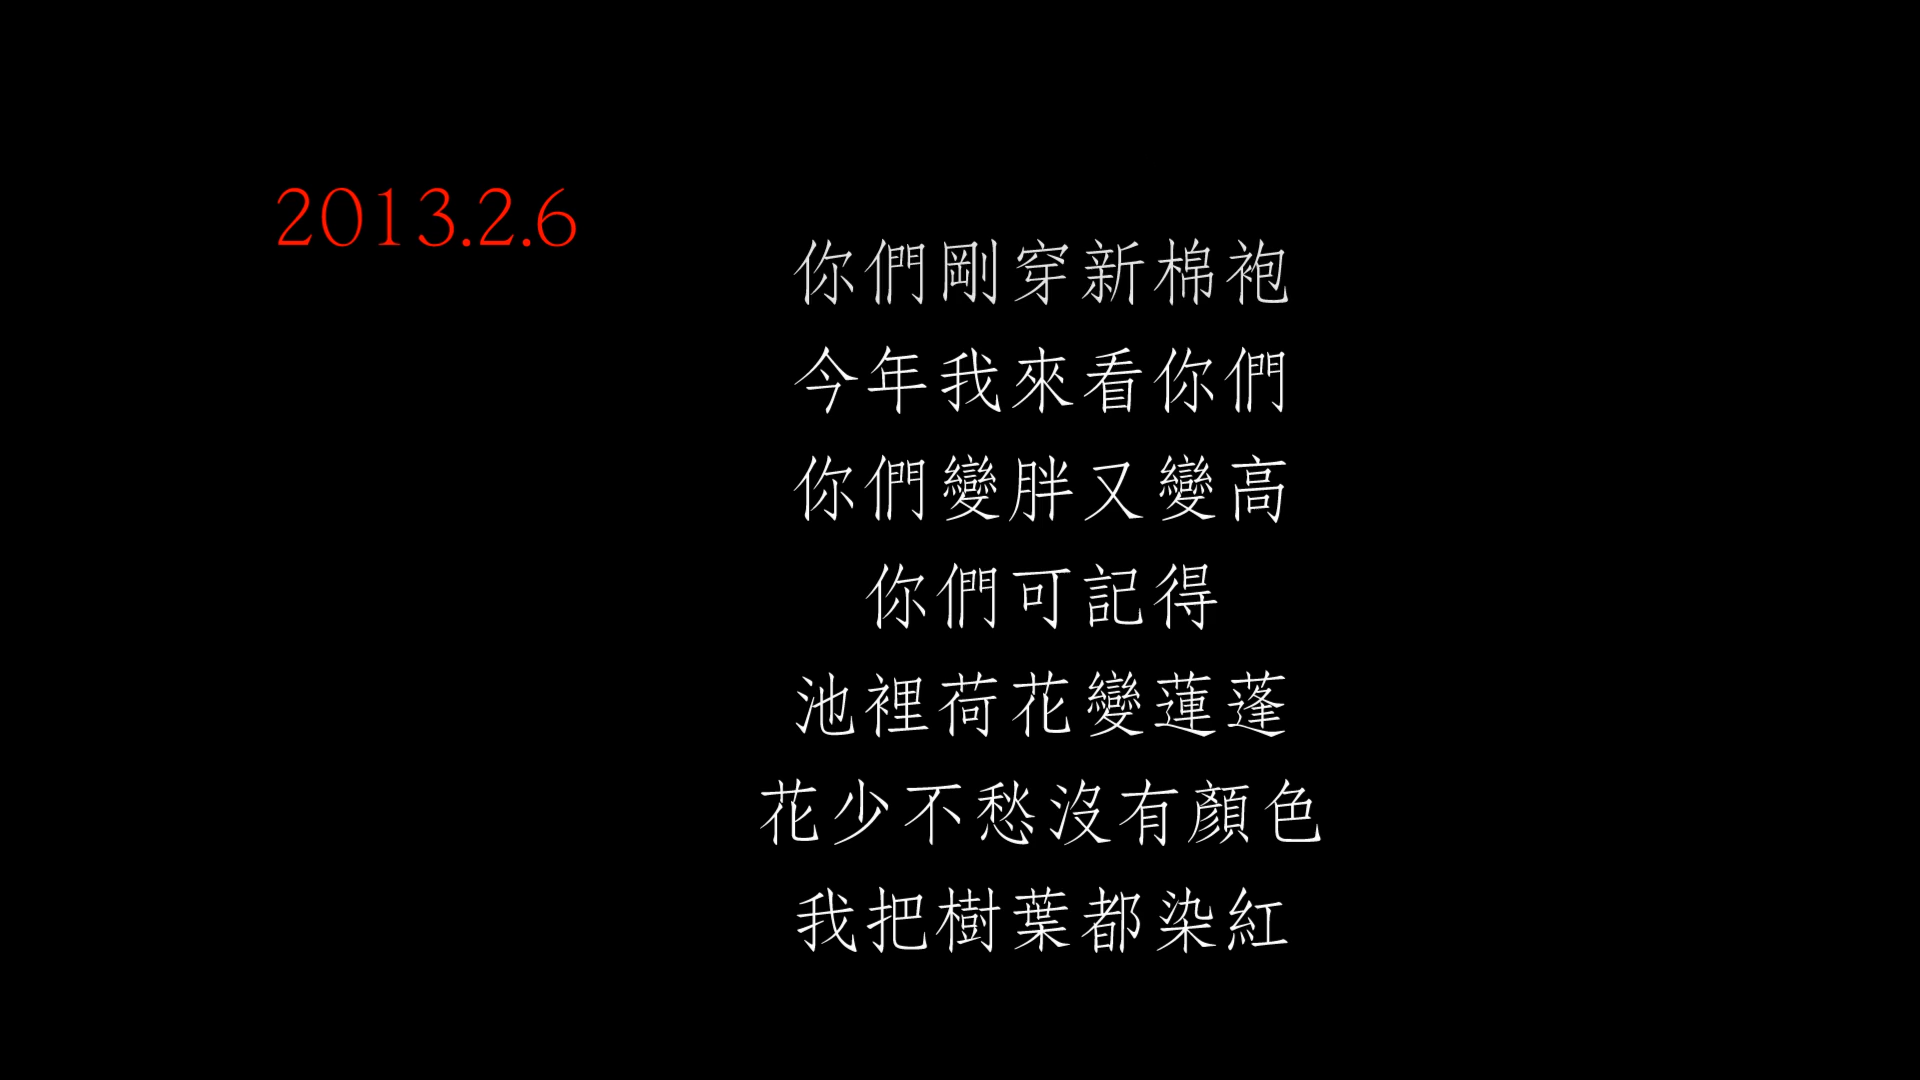 2013.2.6
你們剛穿新棉袍
今年我來看你們
你們變胖又變高
你們可記得
池裡荷花變蓮蓬
花少不愁沒有顏色
我把樹葉都染紅